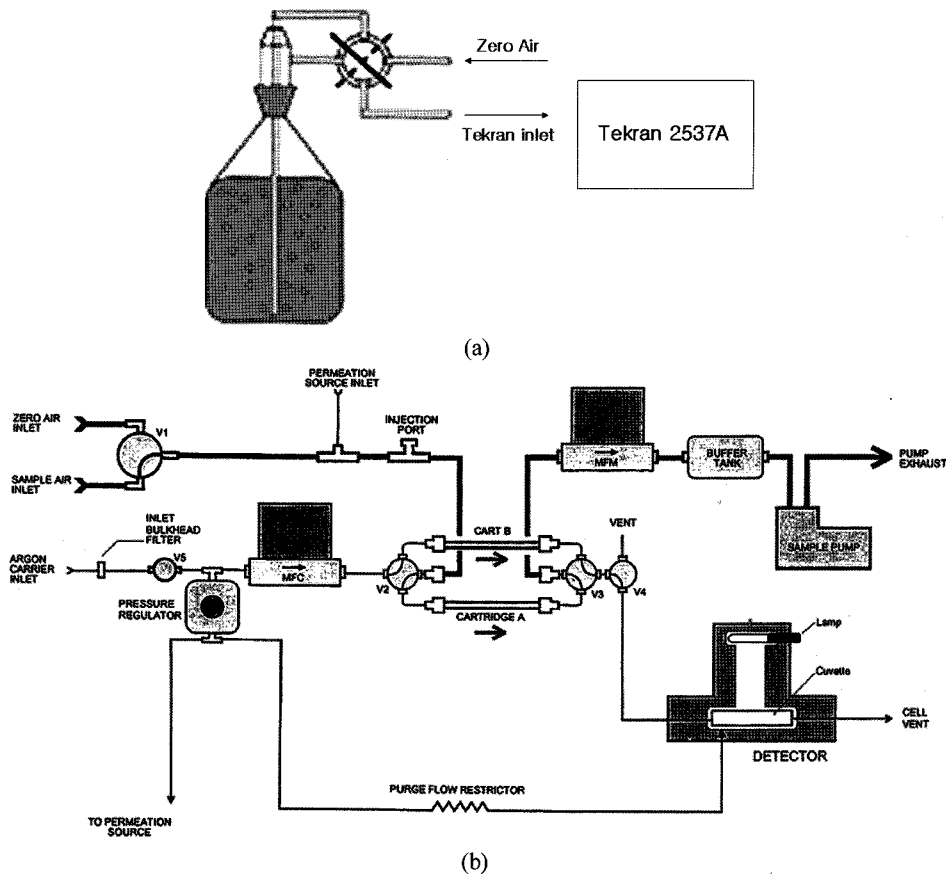 Zero Air
Tekran inlet
Tekran 2537A
(a)
PERMEATION
SOURCE INLET
ZERO AIR
INLET
V1
INJECTION
PORT
MFM
BUFFER
TANK
PUMP
EXHAUST
SAMPLE AIR
INLET
INLET
BULKHEAD
FILTER
CART B
VENT
SAMPLE PUMP
ARGON
CARRIER
INLET
V5
MFC
V2
V3
V4
PRESSURE
REGULATOR
CARTRIDGE A
Lamp
Cuvette
CELL
VENT
DETECTOR
PURGE FLOW RESTRICTOR
TO PERMEATION
SOURCE
(b)